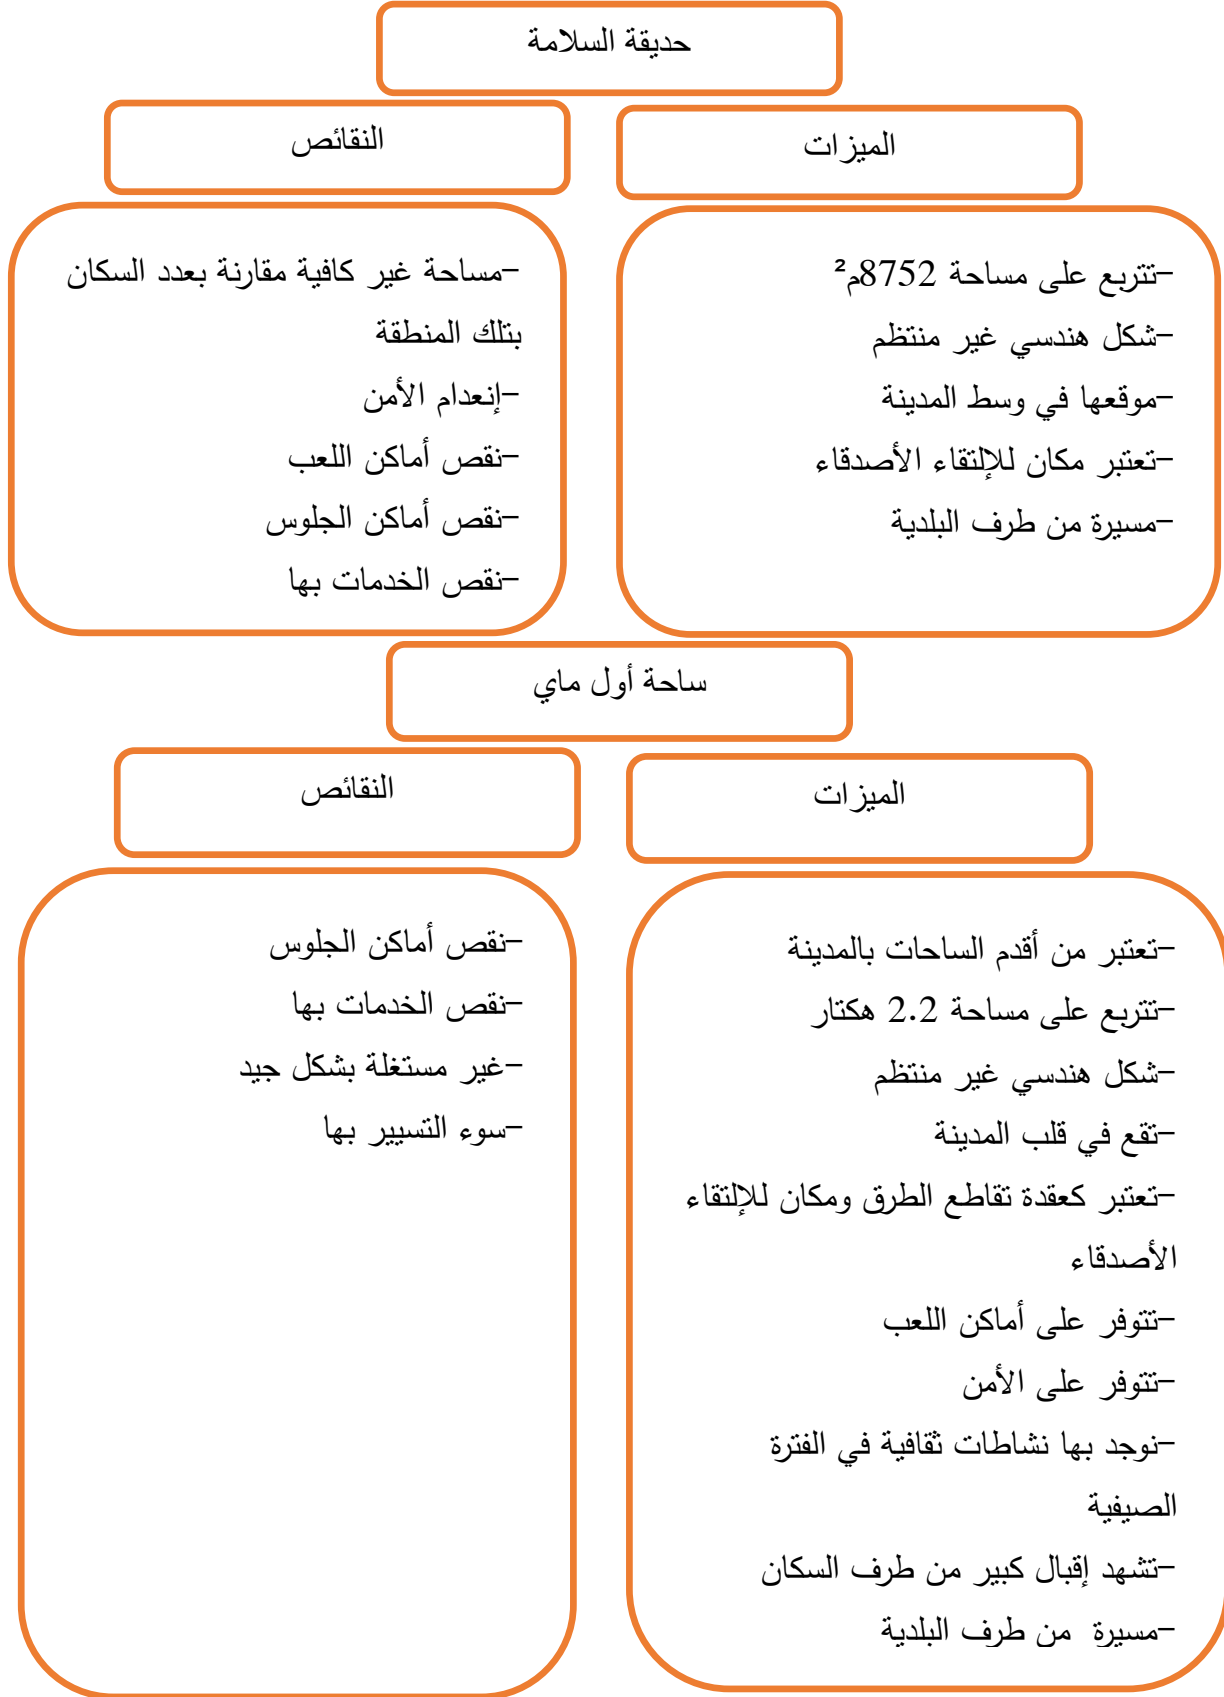 حديقة السلامة
الميزات
النقائص
-تتربع على مساحة 8752م²
-شكل هندسي غير منتظم
-موقعها في وسط المدينة
-تعتبر مكان للإلتقاء الأصدقاء
-مسيرة من طرف البلدية
-مساحة غير كافية مقارنة بعدد السكان
بتلك المنطقة
-إنعدام الأمن
-نقص أماكن اللعب
-نقص أماكن الجلوس
-نقص الخدمات بها
ساحة أول ماي
الميزات
النقائص
-تعتبر من أقدم الساحات بالمدينة
-تتربع على مساحة 2.2 هكتار
-شكل هندسي غير منتظم
-تقع في قلب المدينة
-تعتبر كعقدة تقاطع الطرق ومكان للإلتقاء
الأصدقاء
-تتوفر على أماكن اللعب
-تتوفر على الأمن
-نوجد بها نشاطات ثقافية في الفترة
الصيفية
-تشهد إقبال كبير من طرف السكان
-مسيرة من طرف البلدية
-نقص أماكن الجلوس
-نقص الخدمات بها
-غير مستغلة بشكل جيد
-سوء التسيير بها